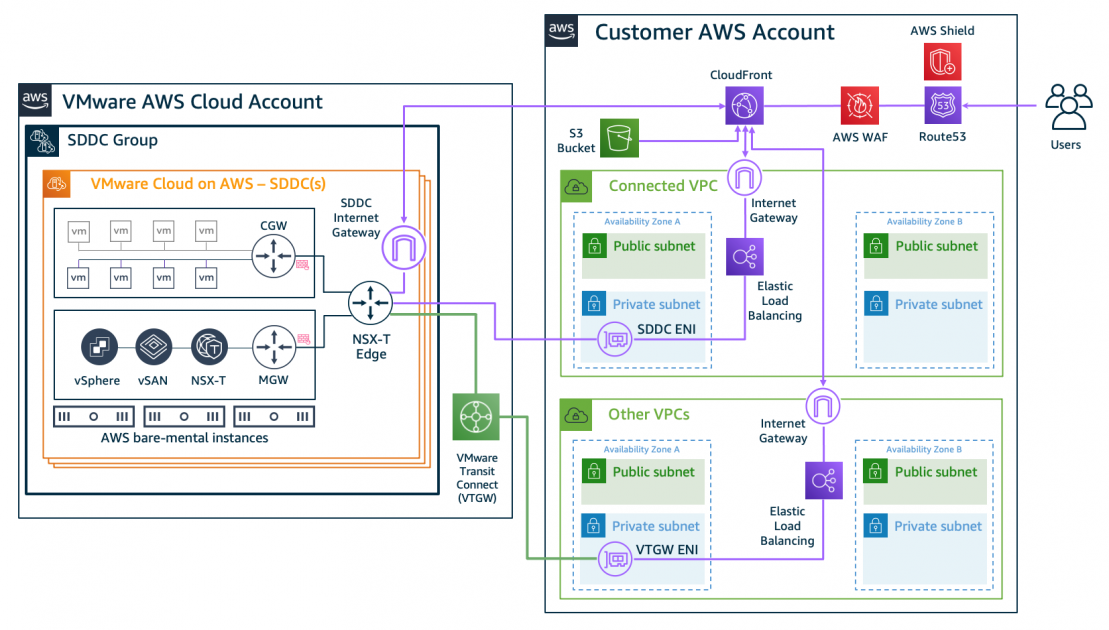 aws
Customer AWS Account
AWS Shield
CloudFront
53
AWS WAF
Route53
Users
S3
Bucket
aws
VMware AWS Cloud Account
SDDC Group
VMware Cloud on AWS – SDDC(s)
SDDC
Internet
Gateway
vm
vm
vm
vm
CGW
vm
vm
vm
vm
NSX-T
Edge
vSphere
vSAN
T
NSX-T
MGW
AWS bare-mental instances
VMware
Transit
Connect
(VTGW)
Connected VPC
Internet
Gateway
Availability Zone A
Public subnet
Private subnet
SDDC ENI
Elastic
Load
Balancing
Availability Zone B
Public subnet
Private subnet
Other VPCs
Internet
Gateway
Availability Zone A
Public subnet
Private subnet
VTGW ENI
Elastic
Load
Balancing
Availability Zone B
Public subnet
Private subnet